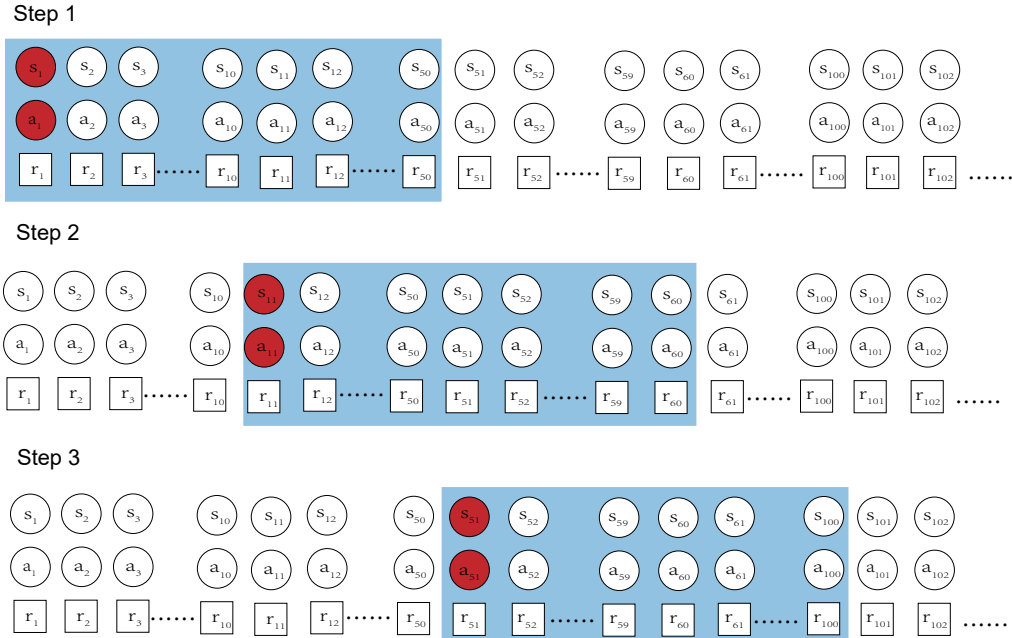 Step 1
s₁ s₂ s₃ s₁₀ s₁₁ s₁₂ s₅₀ s₅₁ s₅₂ s₅₉ s₆₀ s₆₁ s₁₀₀ s₁₀₁ s₁₀₂
a₁ a₂ a₃ a₁₀ a₁₁ a₁₂ a₅₀ a₅₁ a₅₂ a₅₉ a₆₀ a₆₁ a₁₀₀ a₁₀₁ a₁₀₂
r₁ r₂ r₃ ...... r₁₀ r₁₁ r₁₂ ...... r₅₀ r₅₁ r₅₂ ...... r₅₉ r₆₀ r₆₁ ...... r₁₀₀ r₁₀₁ r₁₀₂ ......
Step 2
s₁ s₂ s₃ s₁₀ s₁₁ s₁₂ s₅₀ s₅₁ s₅₂ s₅₉ s₆₀ s₆₁ s₁₀₀ s₁₀₁ s₁₀₂
a₁ a₂ a₃ a₁₀ a₁₁ a₁₂ a₅₀ a₅₁ a₅₂ a₅₉ a₆₀ a₆₁ a₁₀₀ a₁₀₁ a₁₀₂
r₁ r₂ r₃ ...... r₁₀ r₁₁ r₁₂ ...... r₅₀ r₅₁ r₅₂ ...... r₅₉ r₆₀ r₆₁ ...... r₁₀₀ r₁₀₁ r₁₀₂ ......
Step 3
s₁ s₂ s₃ s₁₀ s₁₁ s₁₂ s₅₀ s₅₁ s₅₂ s₅₉ s₆₀ s₆₁ s₁₀₀ s₁₀₁ s₁₀₂
a₁ a₂ a₃ a₁₀ a₁₁ a₁₂ a₅₀ a₅₁ a₅₂ a₅₉ a₆₀ a₆₁ a₁₀₀ a₁₀₁ a₁₀₂
r₁ r₂ r₃ ...... r₁₀ r₁₁ r₁₂ ...... r₅₀ r₅₁ r₅₂ ...... r₅₉ r₆₀ r₆₁ ...... r₁₀₀ r₁₀₁ r₁₀₂ ......